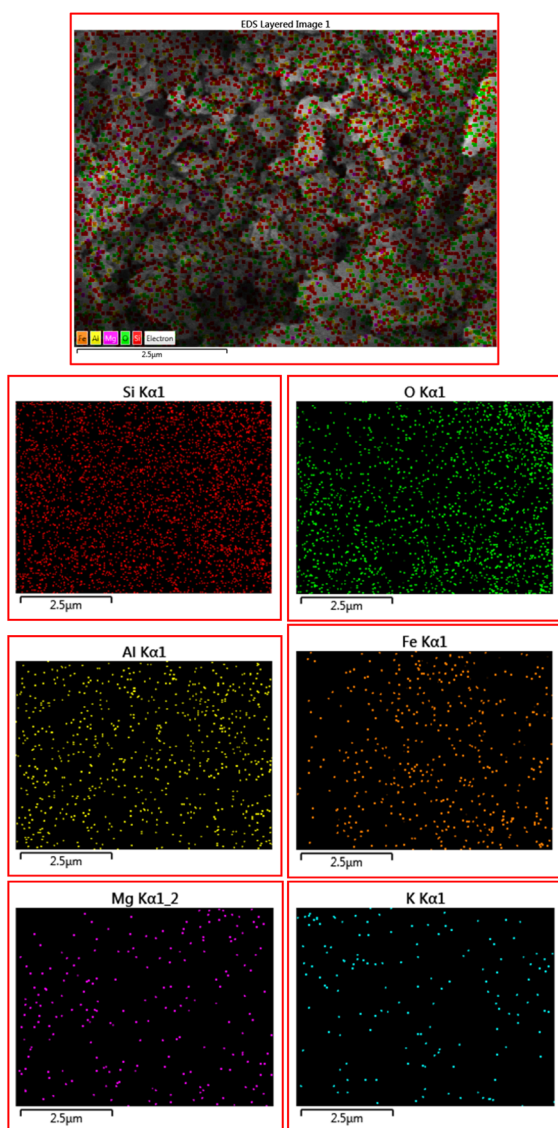 EDS Layered Image 1
Fe Al Mg O Si Electron
2.5µm
Si Kα1
O Kα1
2.5µm
2.5µm
Al Kα1
Fe Kα1
2.5µm
2.5µm
Mg Kα1_2
K Kα1
2.5µm
2.5µm